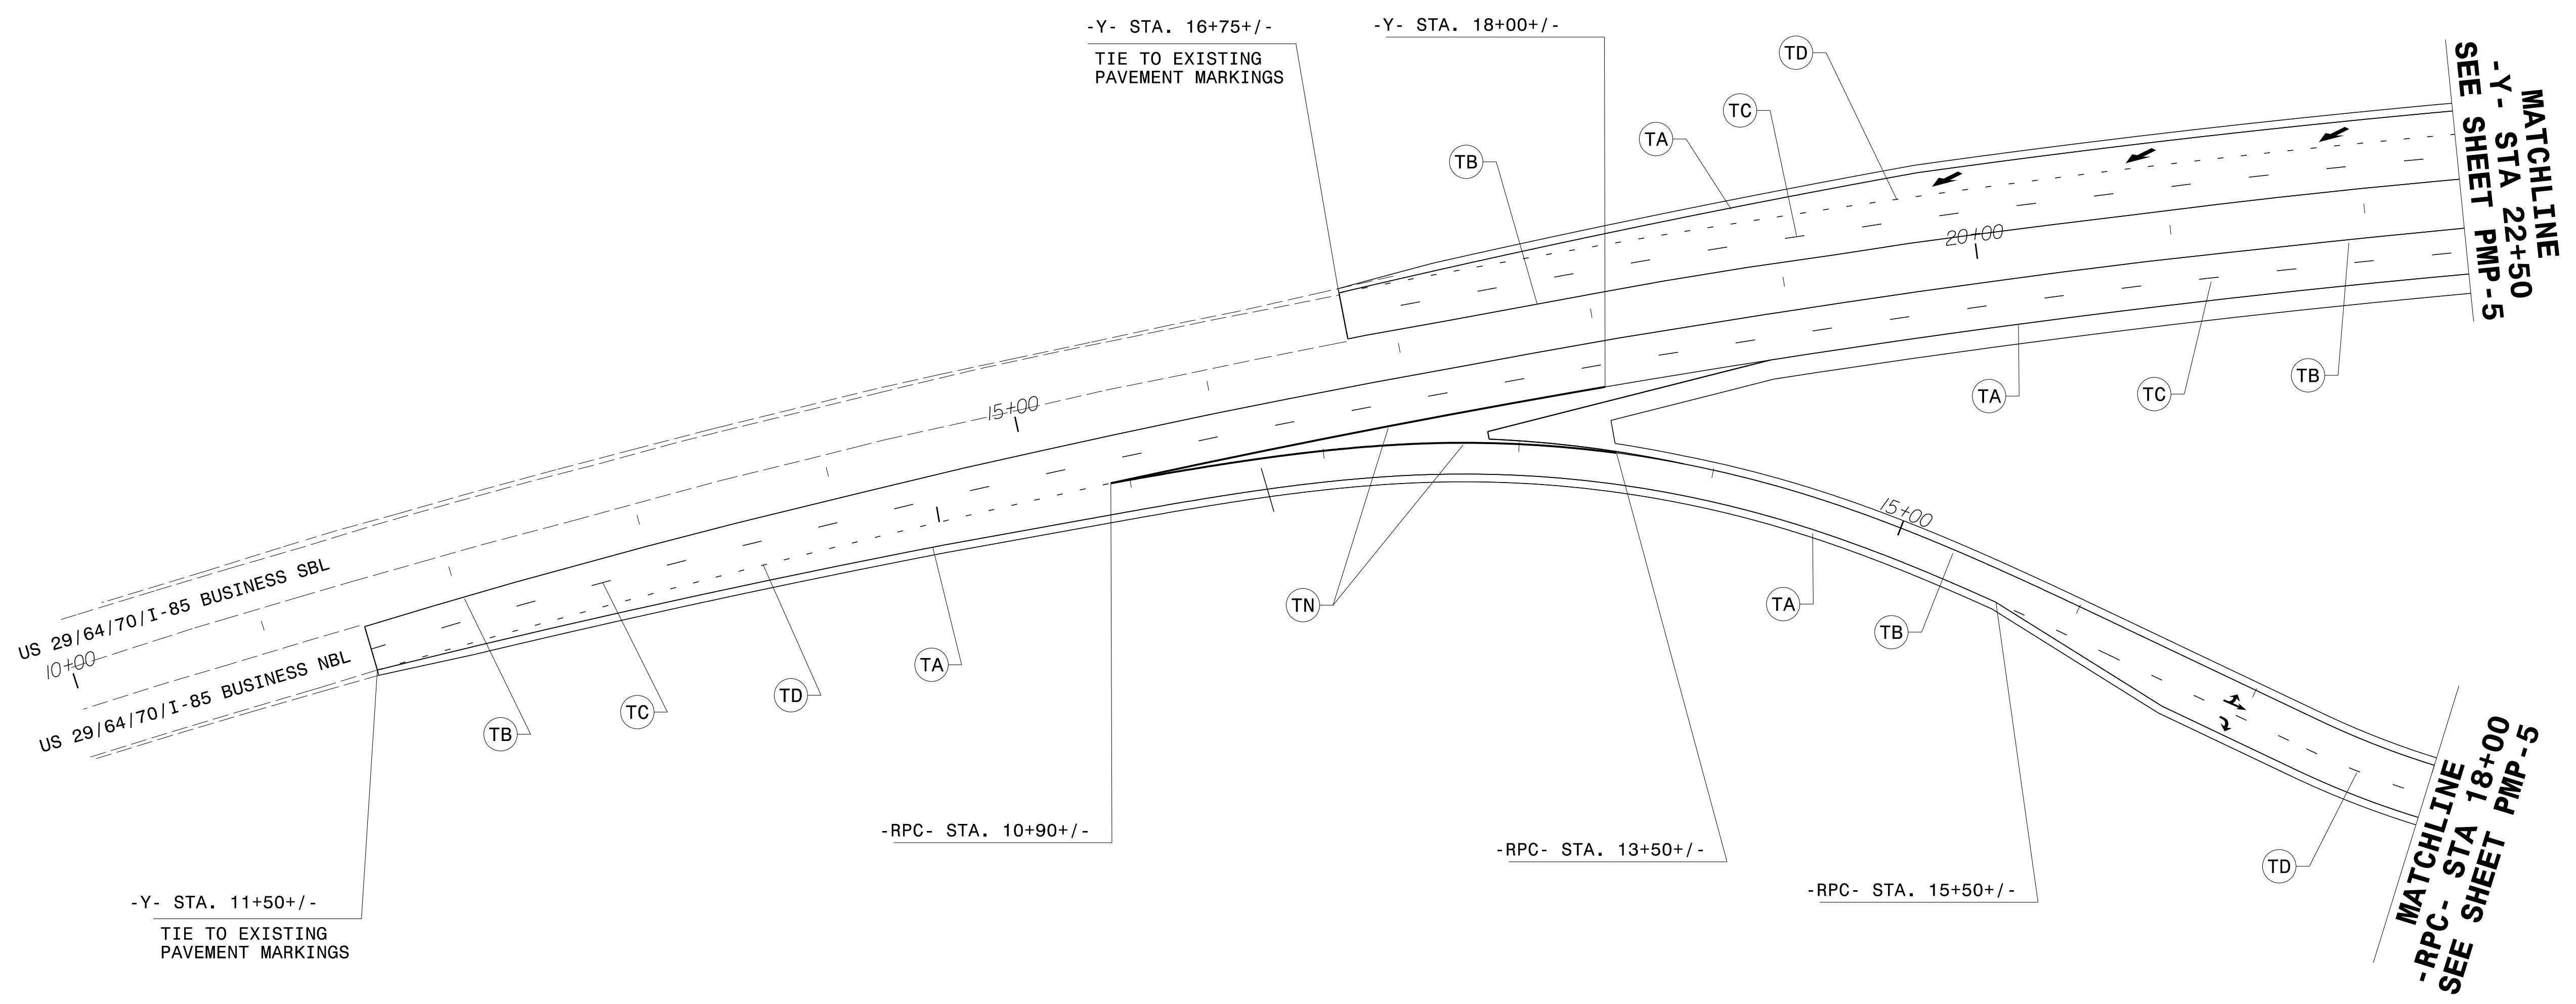 -Y- STA. 16+75+/-
TIE TO EXISTING
PAVEMENT MARKINGS
-Y- STA. 18+00+/-
TD
TC
TA
TB
MATCHLINE
-Y- STA 22+50
SEE SHEET PMP-5
20+00
15+00
TA
TC
TB
US 29/64/70/I-85 BUSINESS SBL
10+00
US 29/64/70/I-85 BUSINESS NBL
15+00
TN
TA
TB
TB
TC
TD
TA
-RPC- STA. 10+90+/-
-RPC- STA. 13+50+/-
-RPC- STA. 15+50+/-
TD
MATCHLINE
-RPC- STA 18+00
SEE SHEET PMP-5
-Y- STA. 11+50+/-
TIE TO EXISTING
PAVEMENT MARKINGS